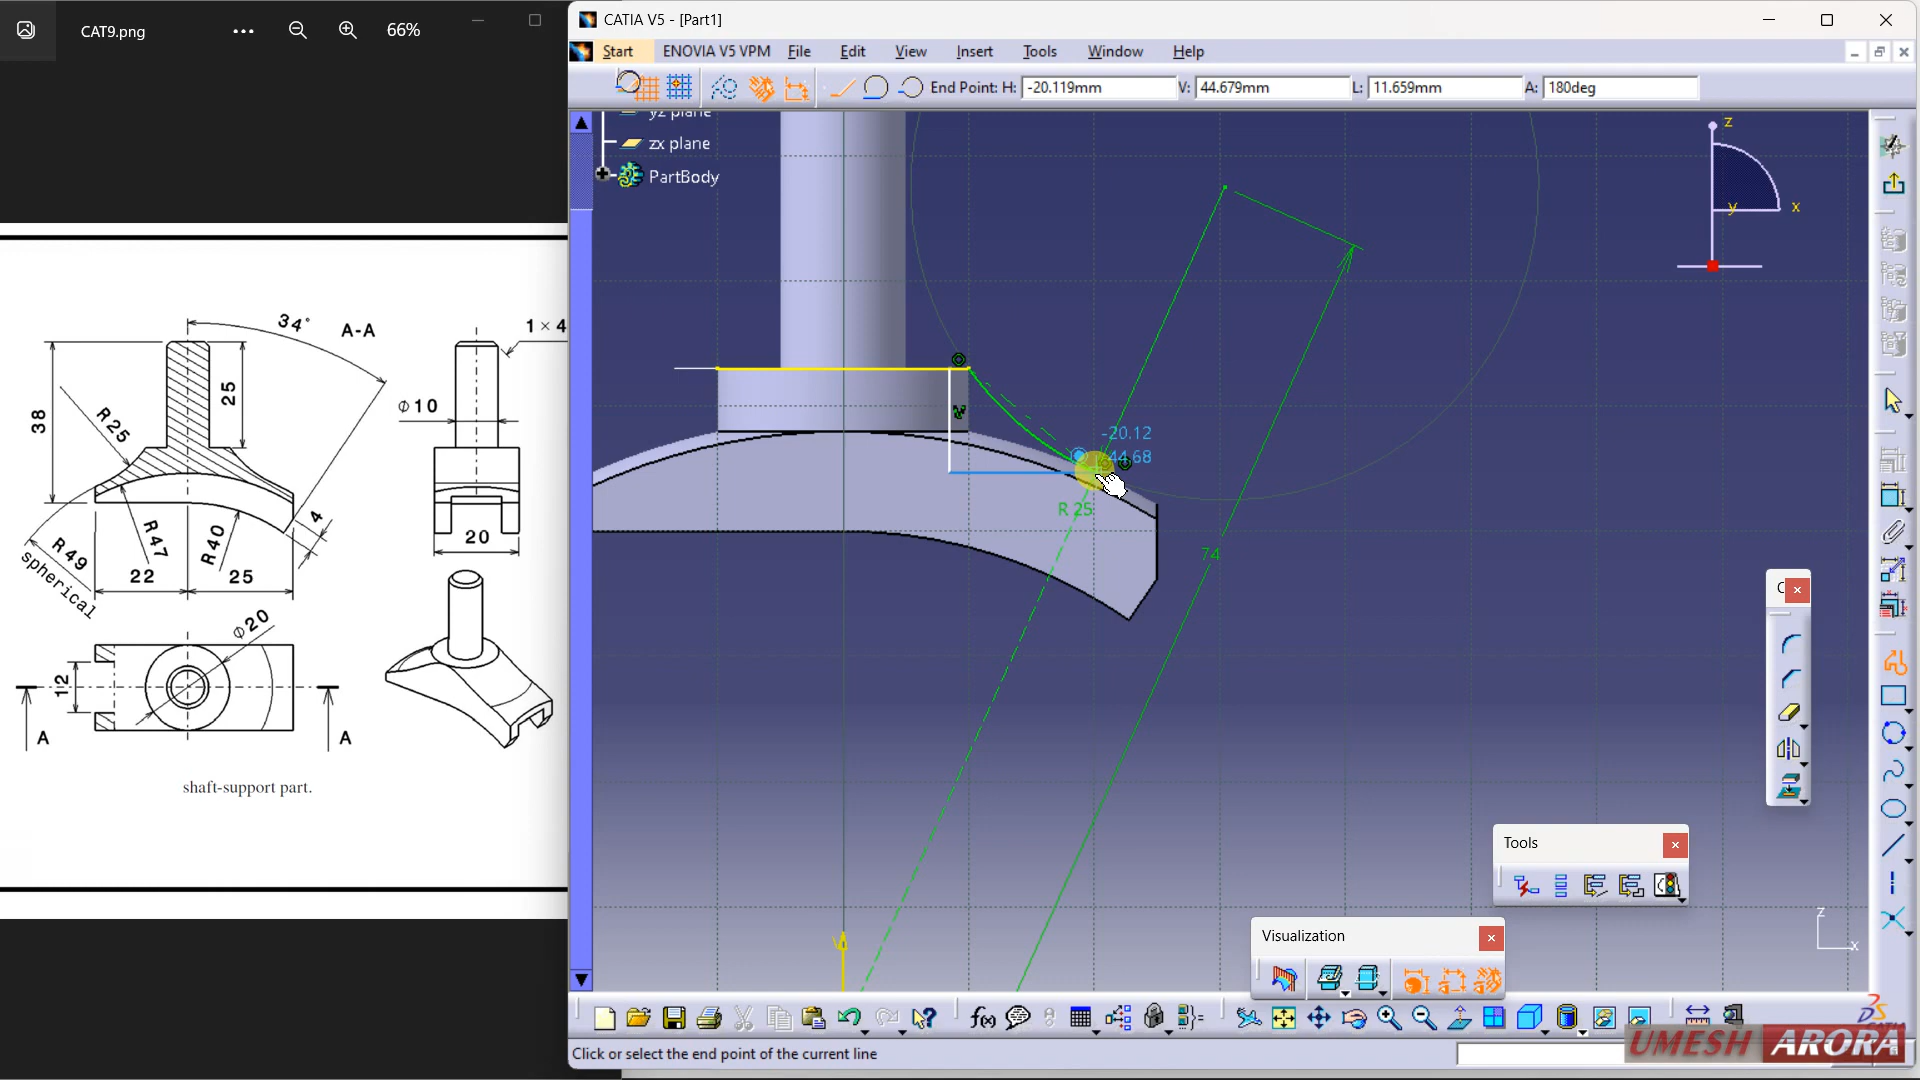 CAT9.png
66%
CATIA V5 - [Part1]
Start ENOVIA V5 VPM File Edit View Insert Tools Window Help
End Point: H: -20.119mm V: 44.679mm L: 11.659mm A: 180deg
yz plane
zx plane
PartBody
z
y
x
-20.12
44.68
R 25
74
34°
A-A
1×4
38
25
R25
Φ10
R49
spherical
R47
R40
4
22
25
20
Φ20
12
A
A
shaft-support part.
C
Tools
Visualization
z
x
f(x)
CATIA
UMESH ARORA
Click or select the end point of the current line